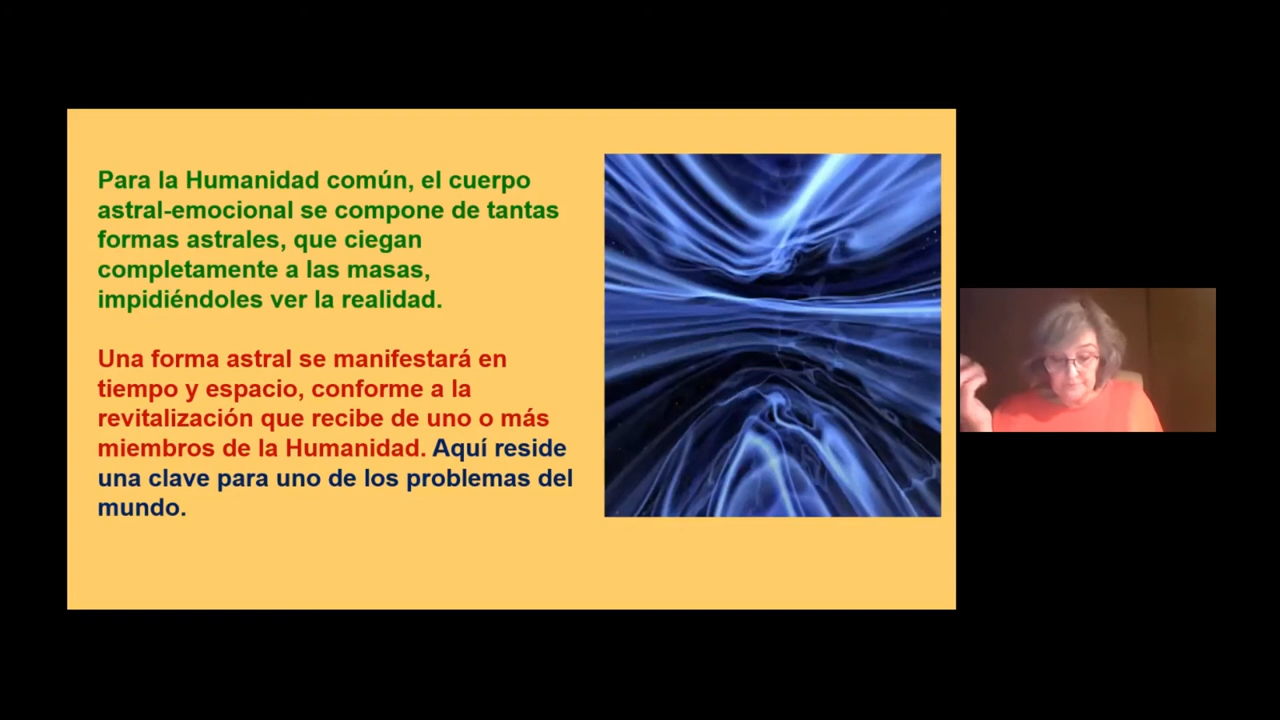 Para la Humanidad común, el cuerpo
astral-emocional se compone de tantas
formas astrales, que ciegan
completamente a las masas,
impidiéndoles ver la realidad.
Una forma astral se manifestará en
tiempo y espacio, conforme a la
revitalización que recibe de uno o más
miembros de la Humanidad. Aquí reside
una clave para uno de los problemas del
mundo.